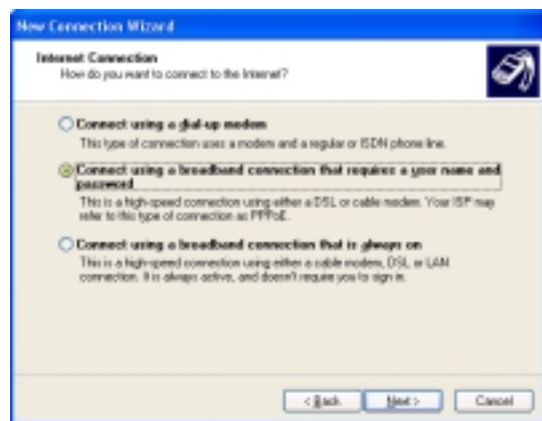 New Connection Wizard
Internet Connection
How do you want to connect to the Internet?
Connect using a dial-up modem
This type of connection uses a modem and a regular or ISDN phone line.
Connect using a broadband connection that requires a user name and
password
This is a high-speed connection using either a DSL or cable modem. Your ISP may
refer to this type of connection as PPPoE.
Connect using a broadband connection that is always on
This is a high-speed connection using either a cable modem, DSL or LAN
connection. It is always active, and doesn't require you to sign in.
< Back
Next >
Cancel